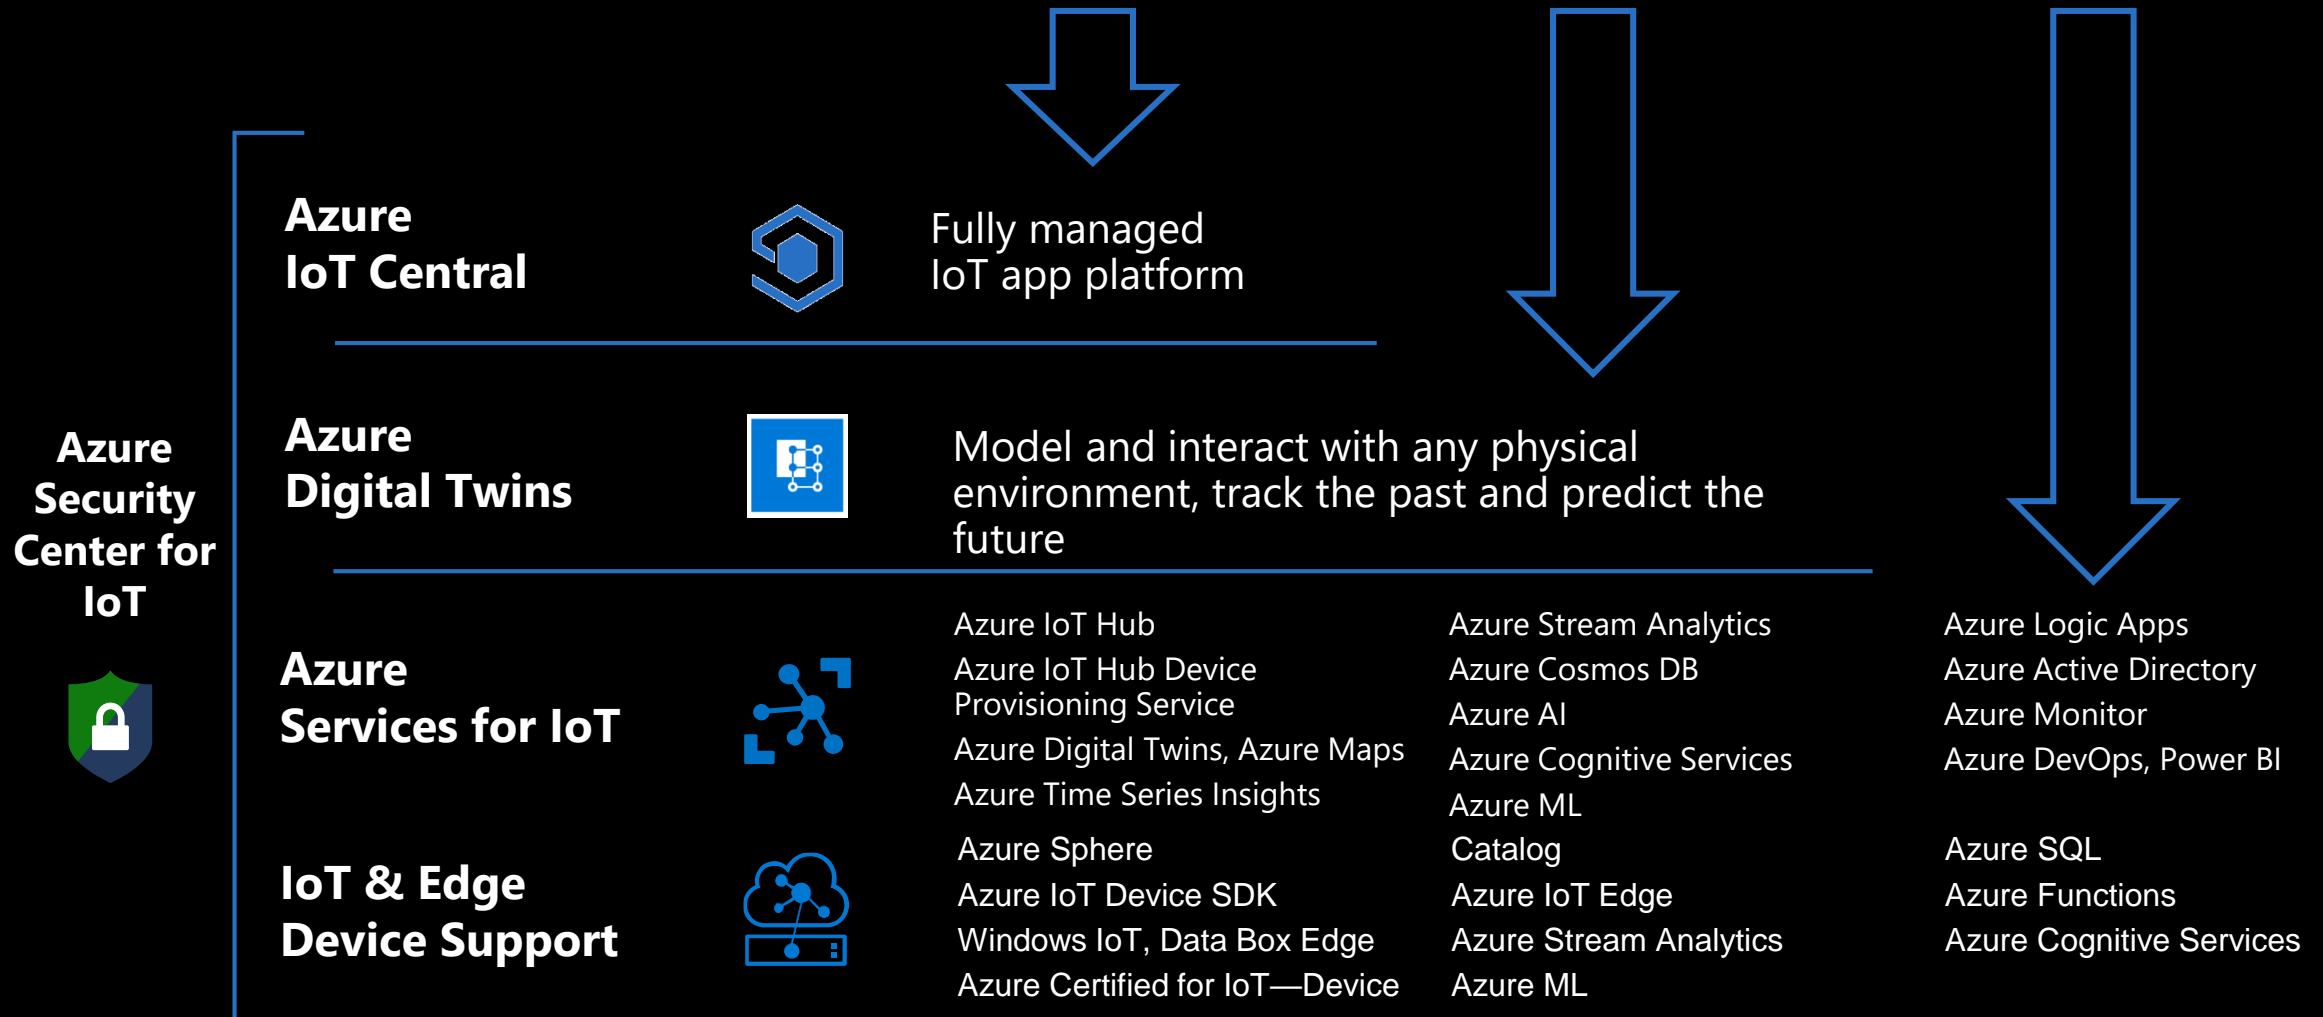 Azure
IoT Central
Fully managed
IoT app platform
Azure
Security
Center for
IoT
Azure
Digital Twins
Model and interact with any physical
environment, track the past and predict the
future
Azure
Services for IoT
Azure IoT Hub
Azure IoT Hub Device
Provisioning Service
Azure Digital Twins, Azure Maps
Azure Time Series Insights
Azure Stream Analytics
Azure Cosmos DB
Azure AI
Azure Cognitive Services
Azure ML
Azure Logic Apps
Azure Active Directory
Azure Monitor
Azure DevOps, Power BI
IoT & Edge
Device Support
Azure Sphere
Azure IoT Device SDK
Windows IoT, Data Box Edge
Azure Certified for IoT—Device
Catalog
Azure IoT Edge
Azure Stream Analytics
Azure ML
Azure SQL
Azure Functions
Azure Cognitive Services